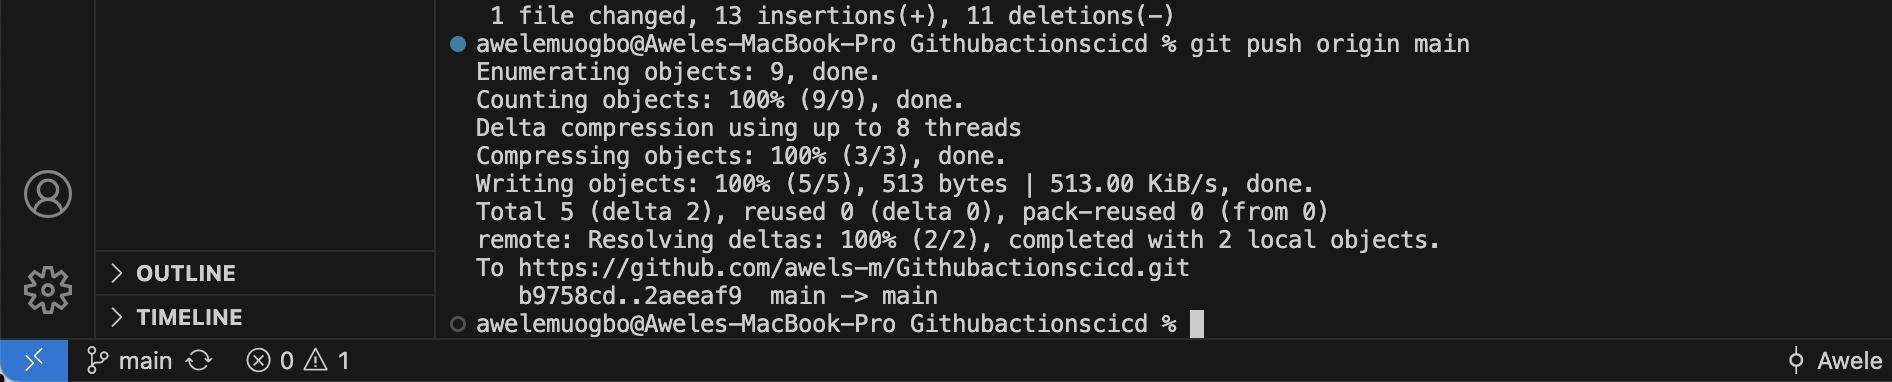 1 file changed, 13 insertions(+), 11 deletions(-)
awelemuogbo@Aweles-MacBook-Pro Githubactionscicd % git push origin main
Enumerating objects: 9, done.
Counting objects: 100% (9/9), done.
Delta compression using up to 8 threads
Compressing objects: 100% (3/3), done.
Writing objects: 100% (5/5), 513 bytes | 513.00 KiB/s, done.
Total 5 (delta 2), reused 0 (delta 0), pack-reused 0 (from 0)
remote: Resolving deltas: 100% (2/2), completed with 2 local objects.
To https://github.com/awels-m/Githubactionscicd.git
b9758cd..2aeeaf9  main -> main
awelemuogbo@Aweles-MacBook-Pro Githubactionscicd %
OUTLINE
TIMELINE
main 0 1 Awele